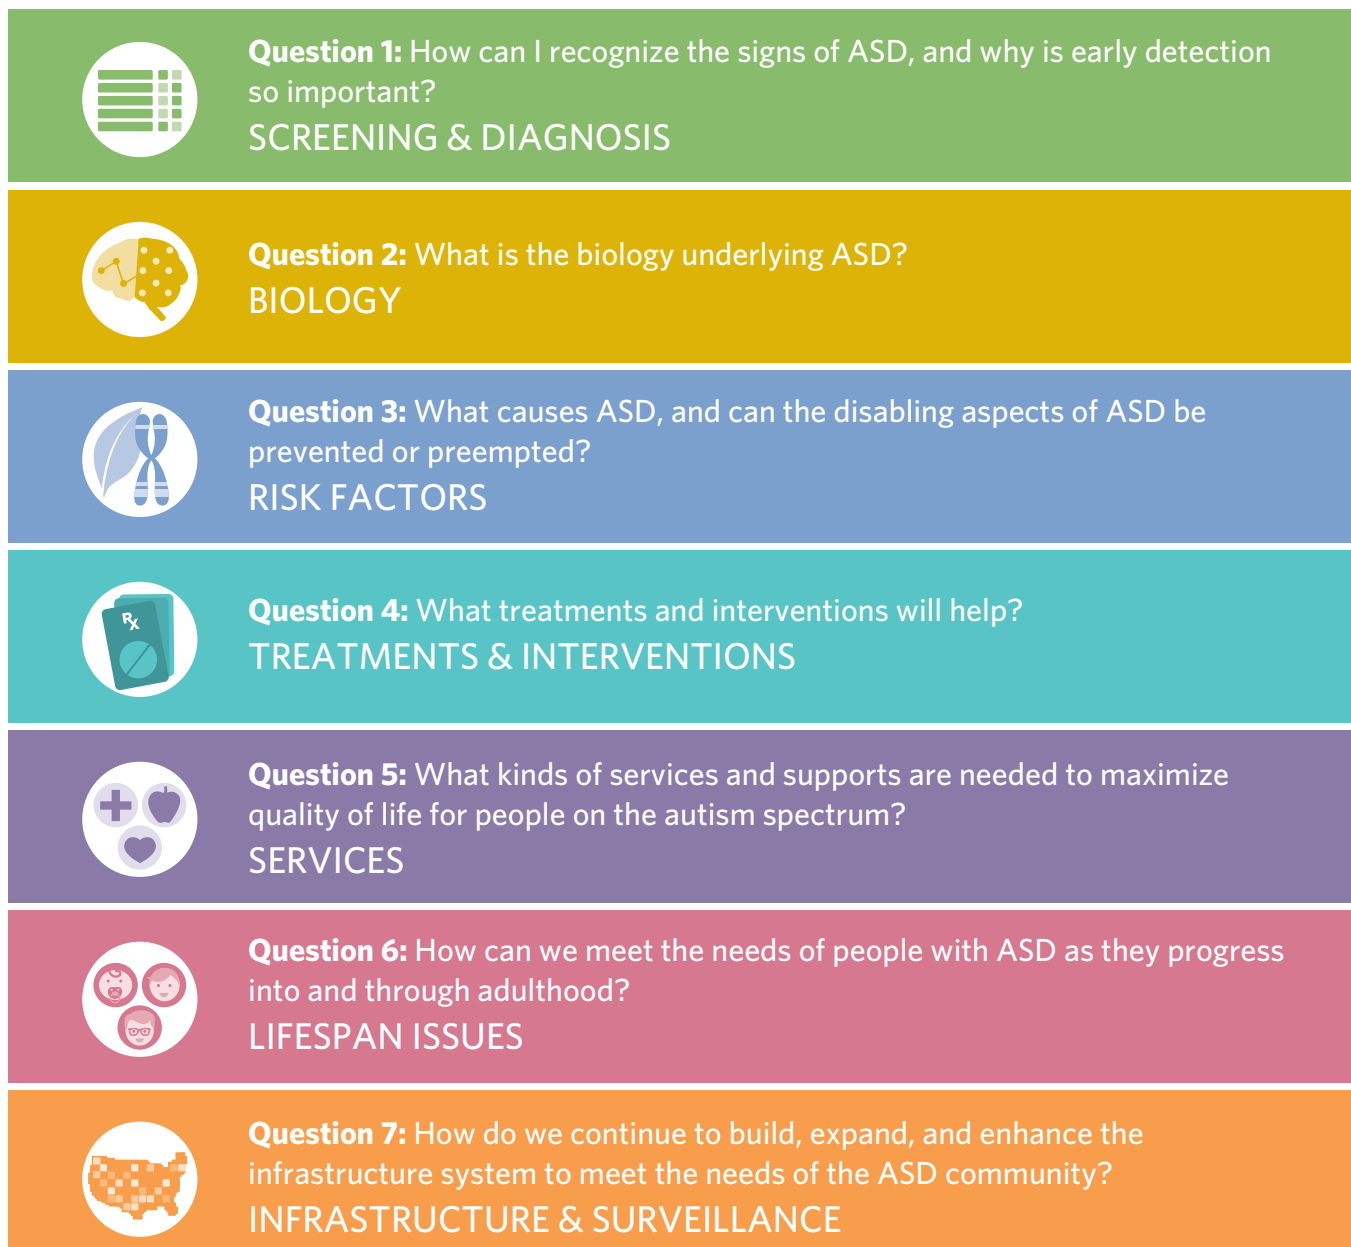 Question 1: How can I recognize the signs of ASD, and why is early detection
so important?
SCREENING & DIAGNOSIS
Question 2: What is the biology underlying ASD?
BIOLOGY
Question 3: What causes ASD, and can the disabling aspects of ASD be
prevented or preempted?
RISK FACTORS
Rx
Question 4: What treatments and interventions will help?
TREATMENTS & INTERVENTIONS
Question 5: What kinds of services and supports are needed to maximize
quality of life for people on the autism spectrum?
SERVICES
Question 6: How can we meet the needs of people with ASD as they progress
into and through adulthood?
LIFESPAN ISSUES
Question 7: How do we continue to build, expand, and enhance the
infrastructure system to meet the needs of the ASD community?
INFRASTRUCTURE & SURVEILLANCE